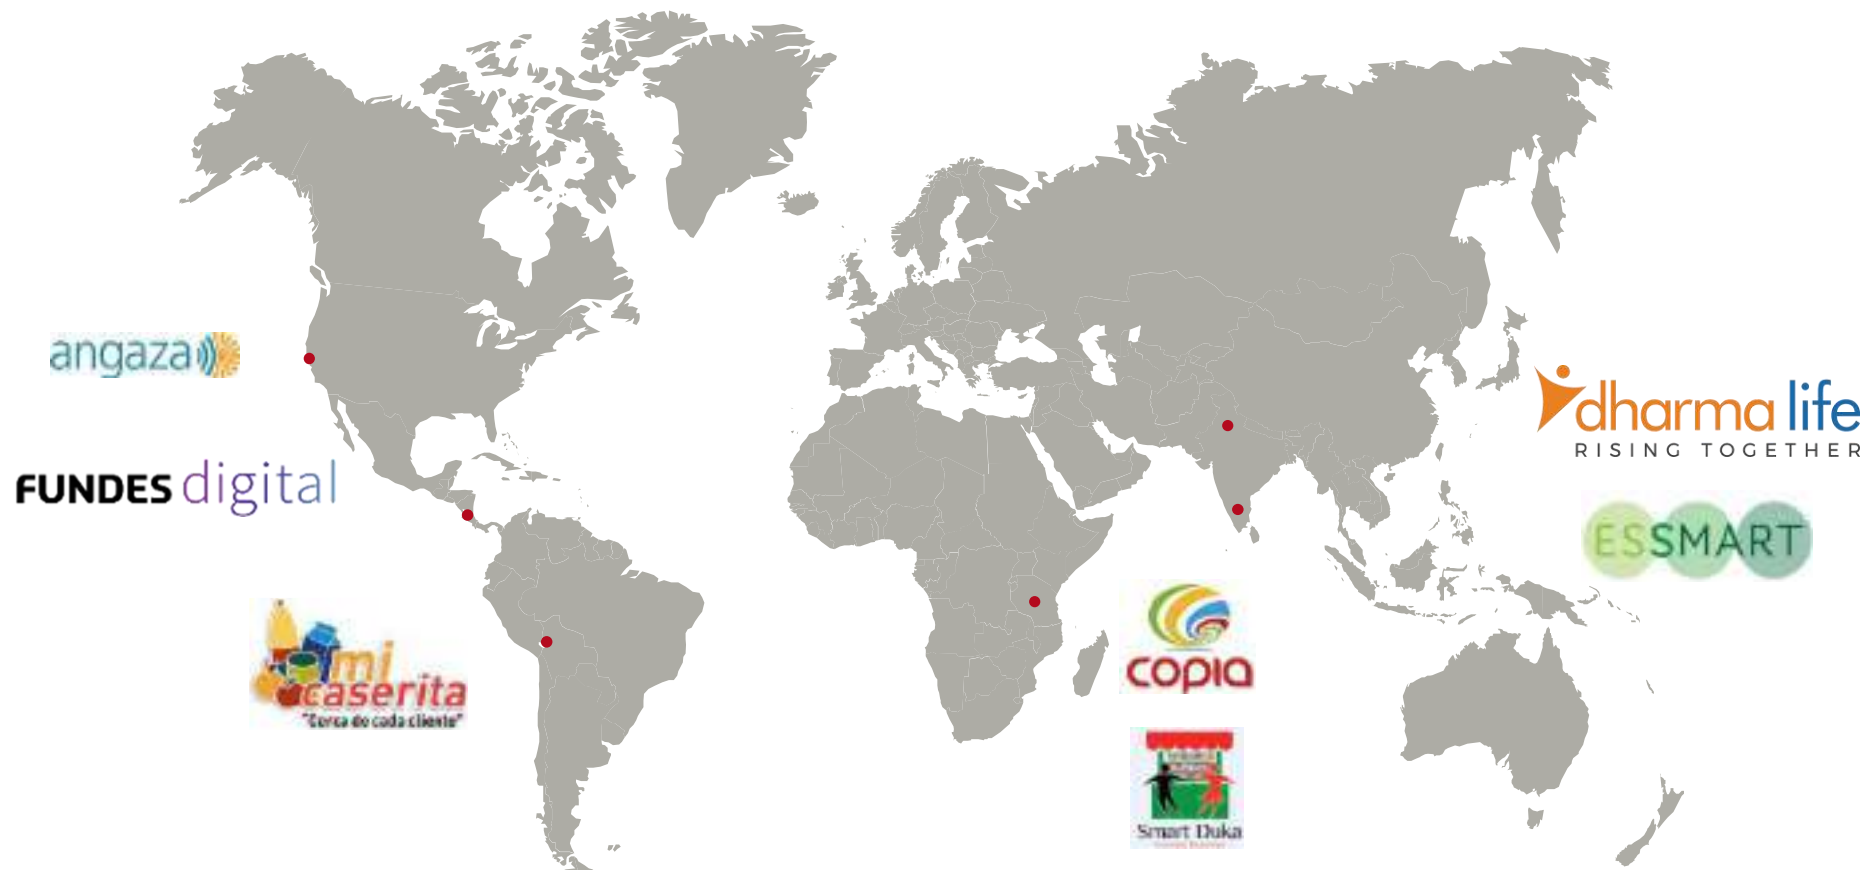 angaza
FUNDES digital
mi
caserita
"Cerca de cada cliente"
dharma life
RISING TOGETHER
ESSMART
copia
Smart Duka